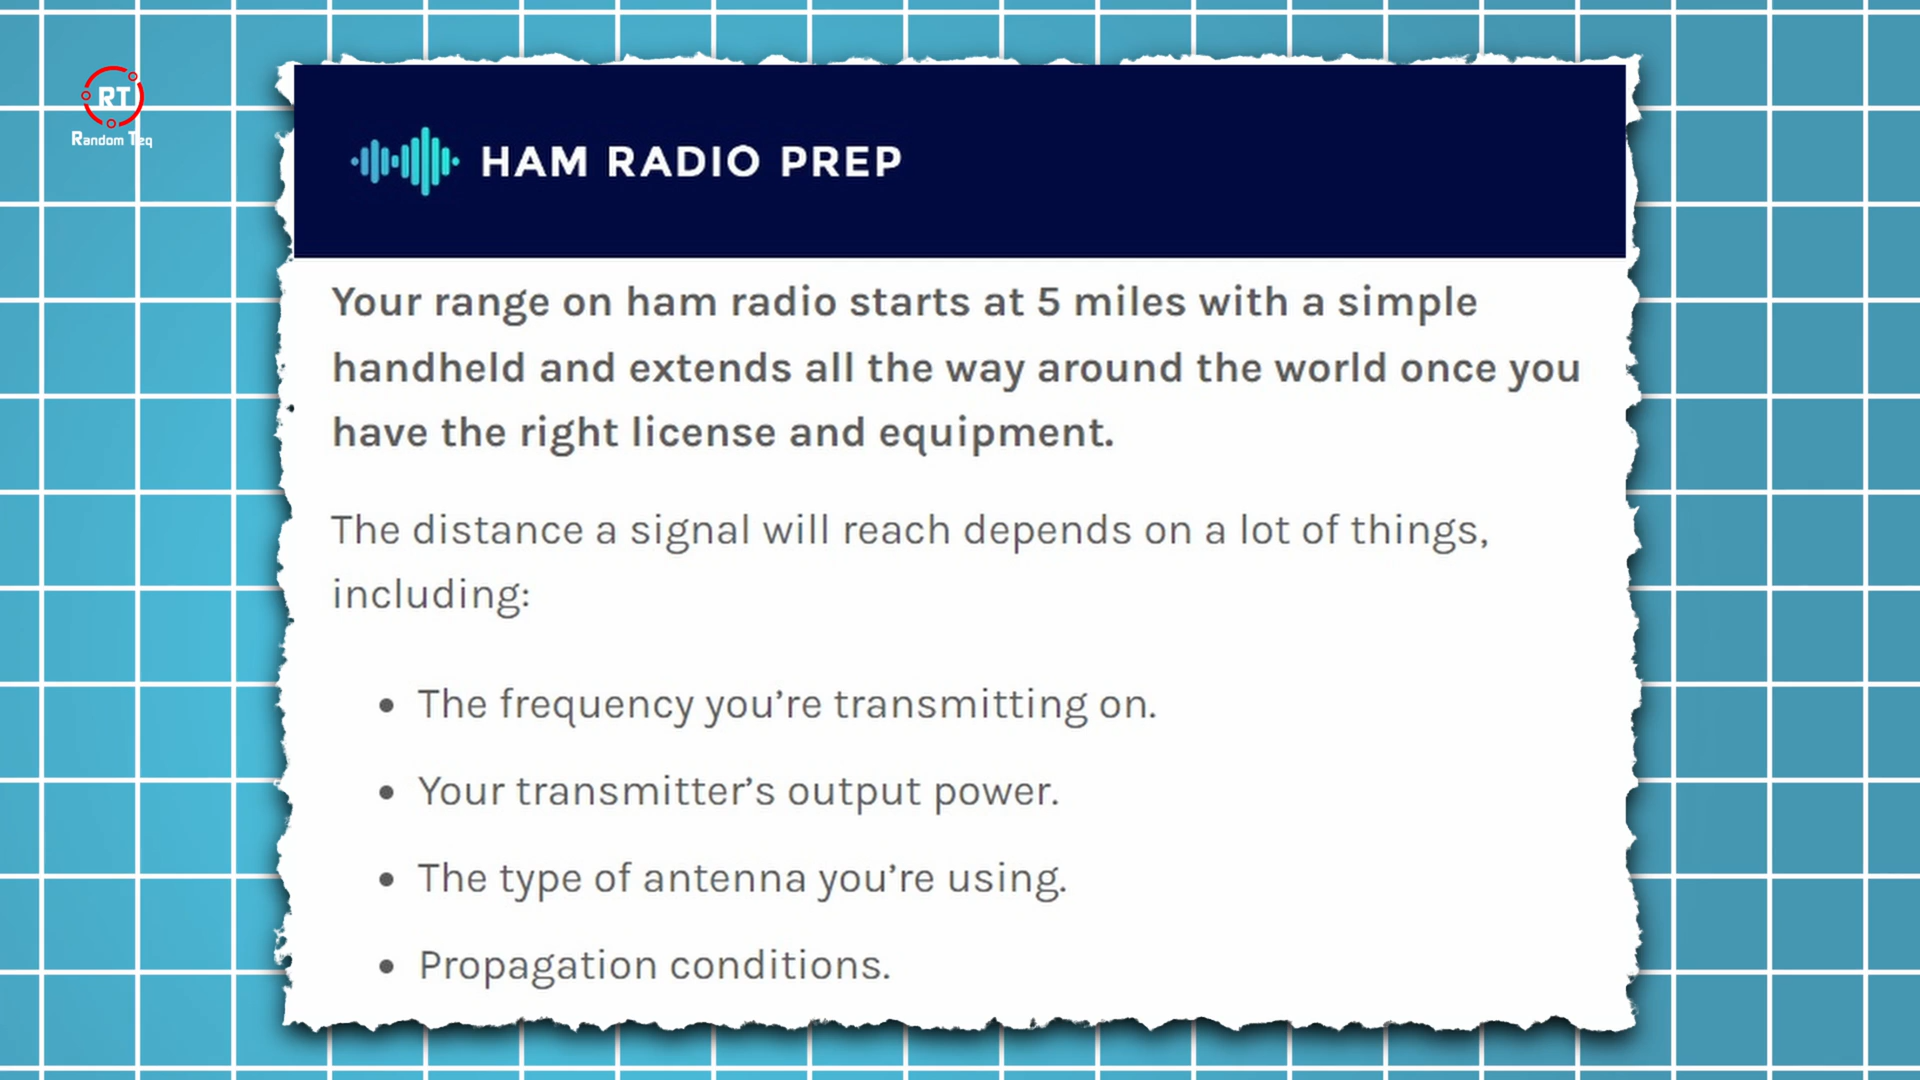 RT
Random Teq
HAM RADIO PREP
Your range on ham radio starts at 5 miles with a simple
handheld and extends all the way around the world once you
have the right license and equipment.
The distance a signal will reach depends on a lot of things,
including:
• The frequency you’re transmitting on.
• Your transmitter’s output power.
• The type of antenna you’re using.
• Propagation conditions.